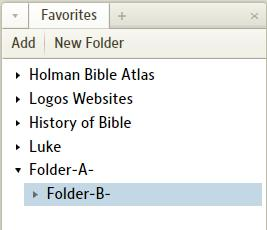 Favorites
Add New Folder
Holman Bible Atlas
Logos Websites
History of Bible
Luke
Folder-A-
Folder-B-